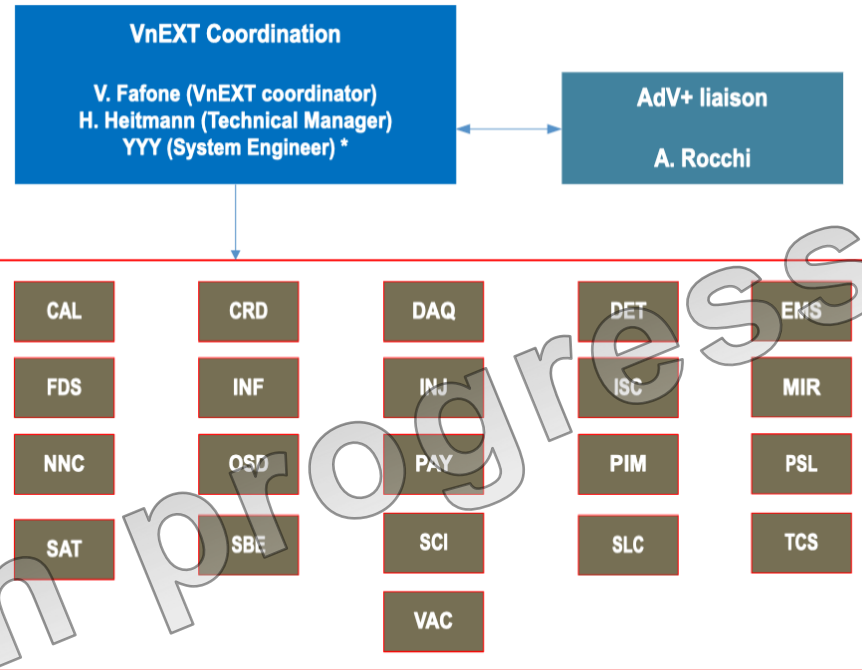 VnEXT Coordination
V. Fafone (VnEXT coordinator)
H. Heitmann (Technical Manager)
YYY (System Engineer) *
AdV+ liaison
A. Rocchi
CAL CRD DAQ DET EMS
FDS INF INJ ISC MIR
NNC OSD PAY PIM PSL
SAT SBE SCI SLC TCS
VAC
n progress